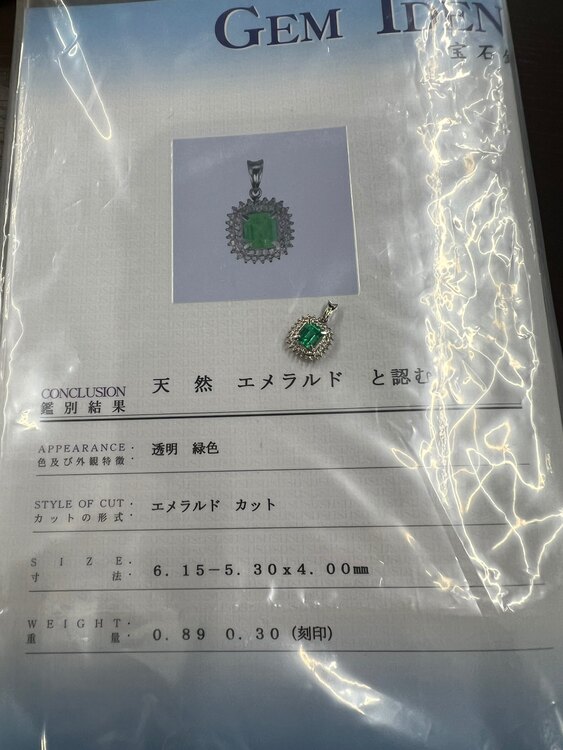 GEM IDEN
宝石
CONCLUSION 天然 エメラルド と認む
鑑別結果
APPEARANCE・ 透明 緑色
色及び外観特徴・
STYLE OF CUT・ エメラルド カット
カットの形式・
SIZE・ 6.15－5.30x4.00㎜
寸法・
WEIGHT・ 0.89 0.30(刻印)
重量・